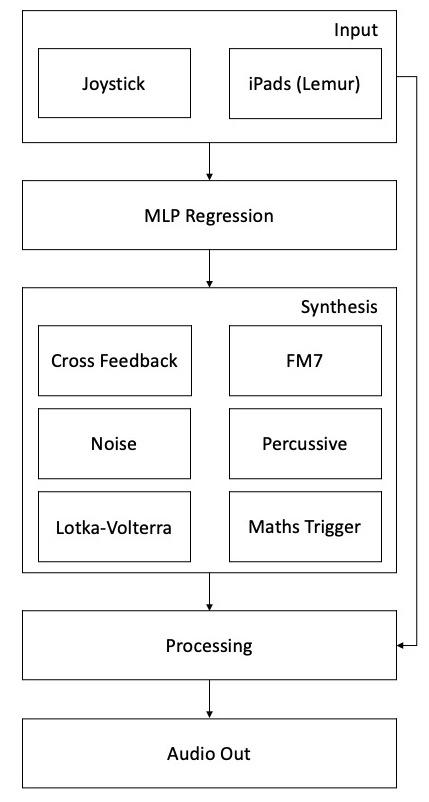 Input
Joystick
iPads (Lemur)
MLP Regression
Synthesis
Cross Feedback
FM7
Noise
Percussive
Lotka-Volterra
Maths Trigger
Processing
Audio Out